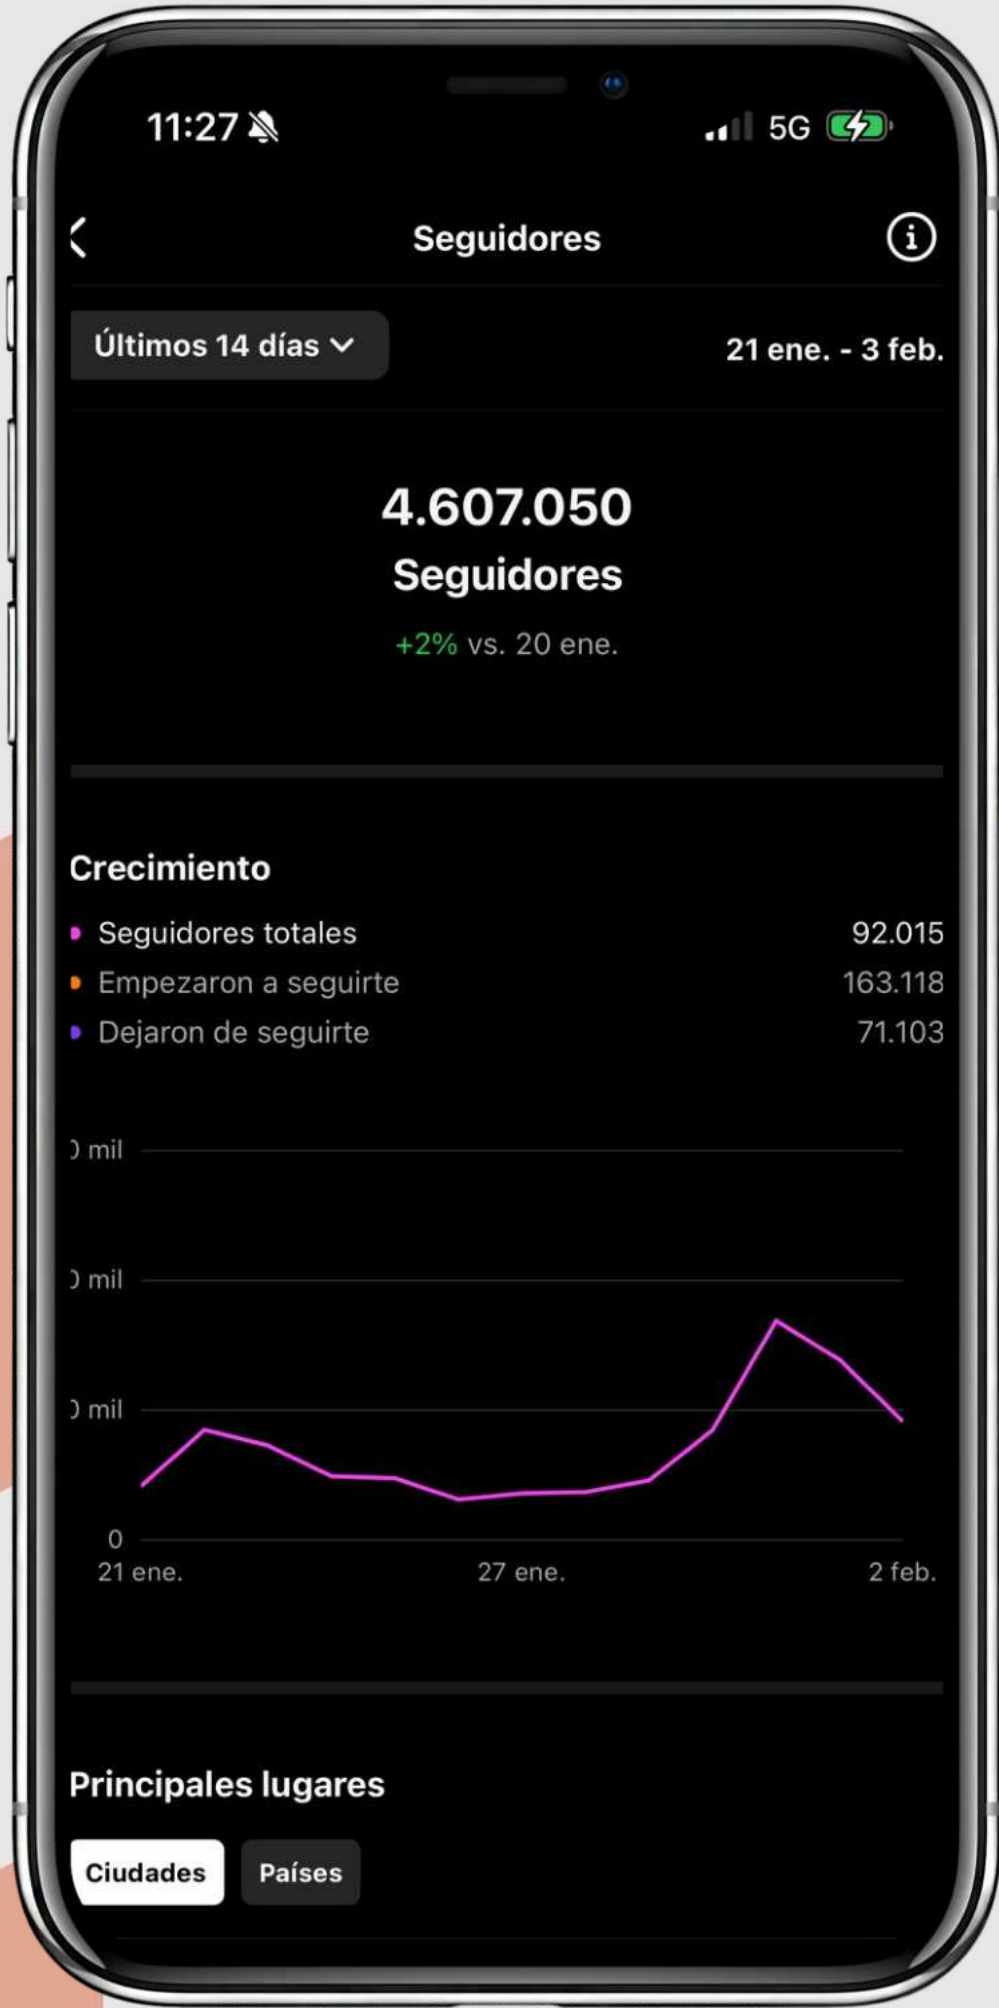 11:27
5G
Seguidores
Últimos 14 días
21 ene. - 3 feb.
4.607.050
Seguidores
+2% vs. 20 ene.
Crecimiento
Seguidores totales 92.015
Empezaron a seguirte 163.118
Dejaron de seguirte 71.103
mil
mil
mil
0
21 ene. 27 ene. 2 feb.
Principales lugares
Ciudades Países